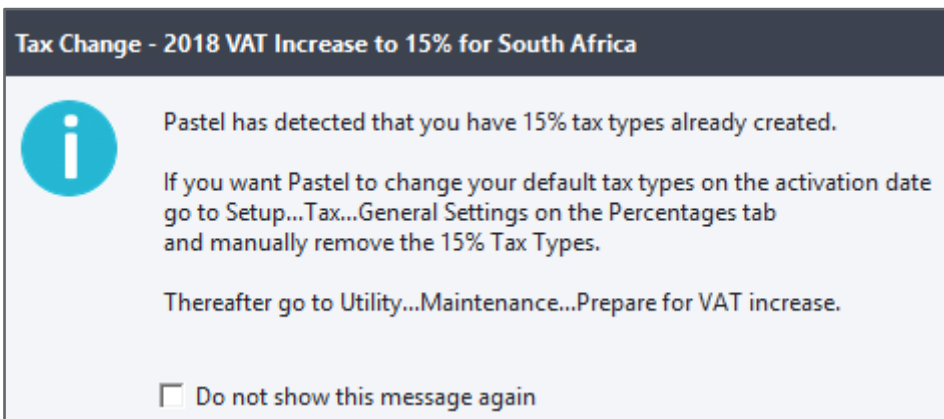 Tax Change - 2018 VAT Increase to 15% for South Africa
Pastel has detected that you have 15% tax types already created.
If you want Pastel to change your default tax types on the activation date
go to Setup...Tax...General Settings on the Percentages tab
and manually remove the 15% Tax Types.
Thereafter go to Utility...Maintenance...Prepare for VAT increase.
Do not show this message again